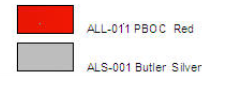 ALL-011 PBOC Red
ALS-001 Butler Silver